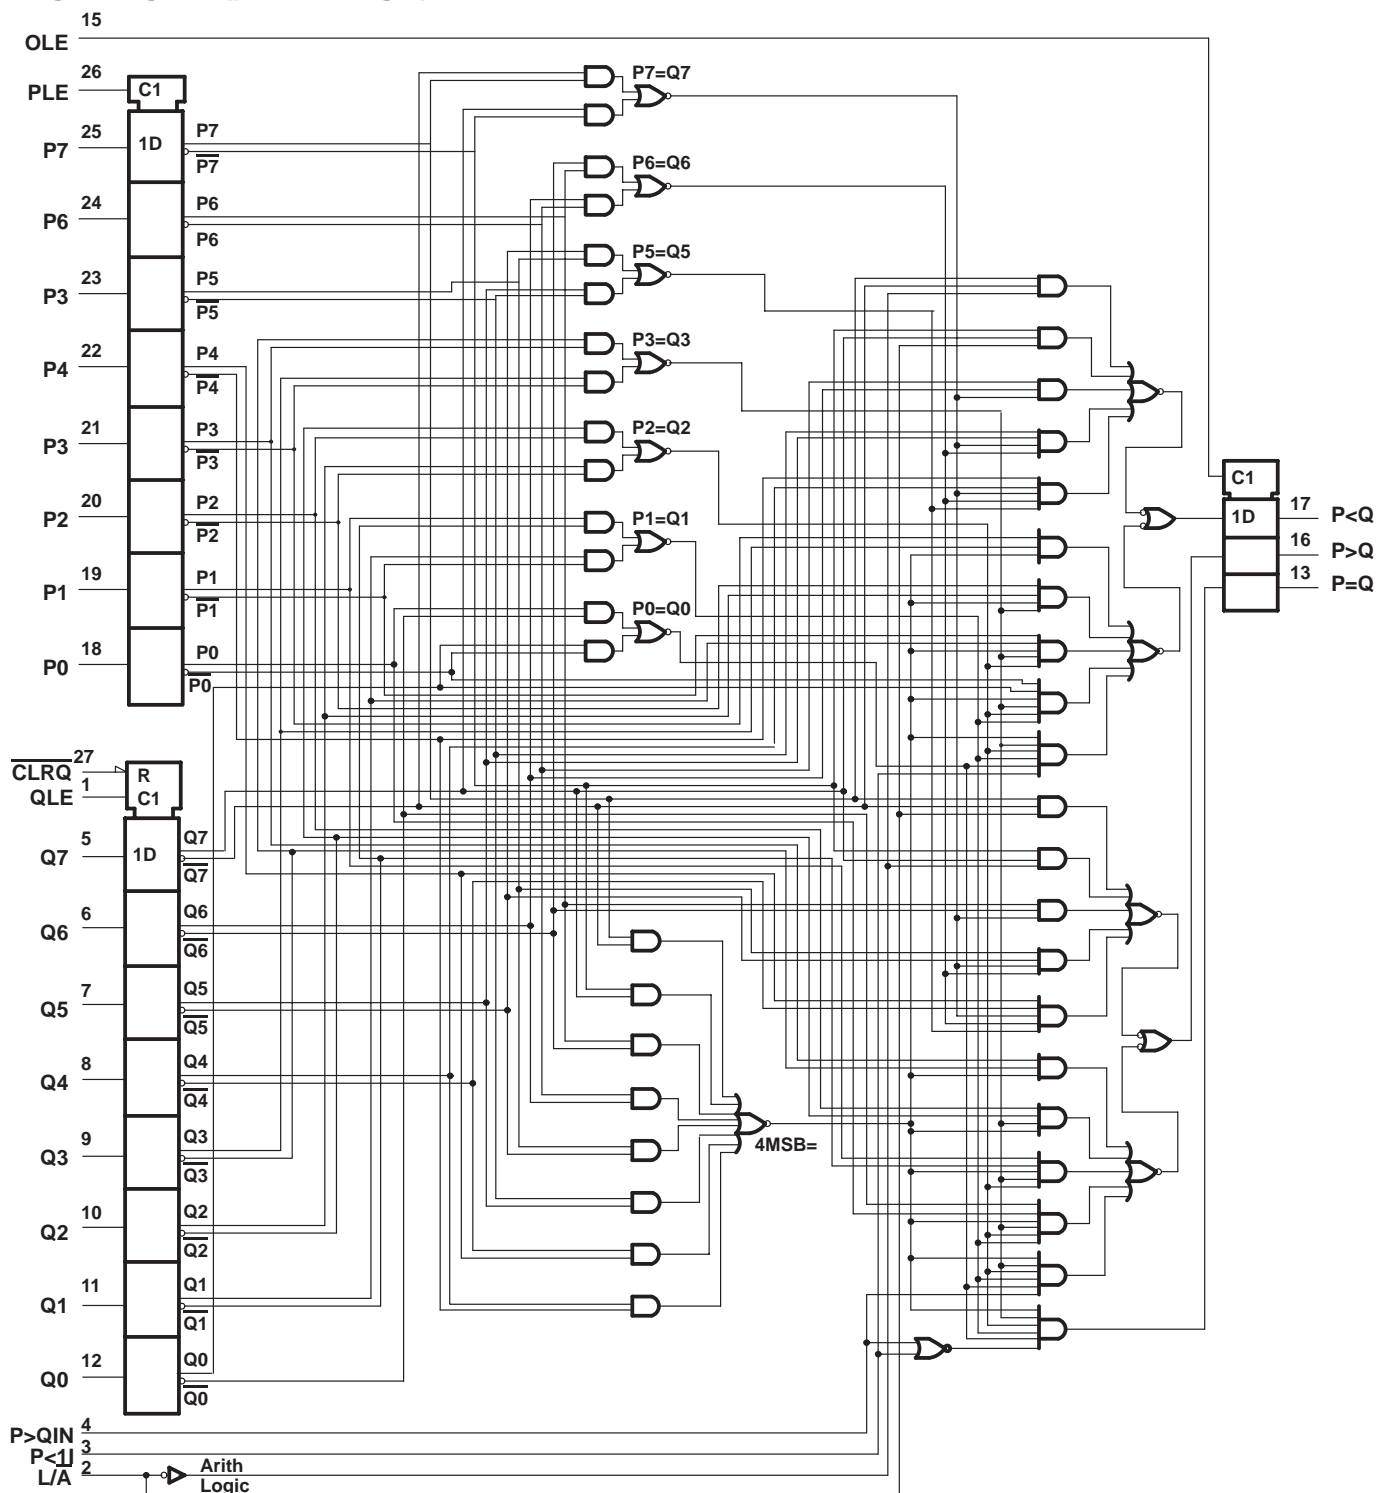 15
OLE
26
PLE
C1
25
P7
1D
P7
P7
24
P6
P6
P6
23
P3
P5
P5
22
P4
P4
P4
21
P3
P3
P3
20
P2
P2
P2
19
P1
P1
P1
18
P0
P0
P0
P7=Q7
P6=Q6
P5=Q5
P3=Q3
P2=Q2
P1=Q1
P0=Q0
CLRQ 27
QLE 1
R
C1
5
Q7
1D
Q7
Q7
6
Q6
Q6
Q6
7
Q5
Q5
Q5
8
Q4
Q4
Q4
9
Q3
Q3
Q3
10
Q2
Q2
Q2
11
Q1
Q1
Q1
12
Q0
Q0
Q0
4MSB=
C1
1D
17
P<Q
16
P>Q
13
P=Q
P>QIN 4
P<1J 3
L/A 2
Arith
Logic